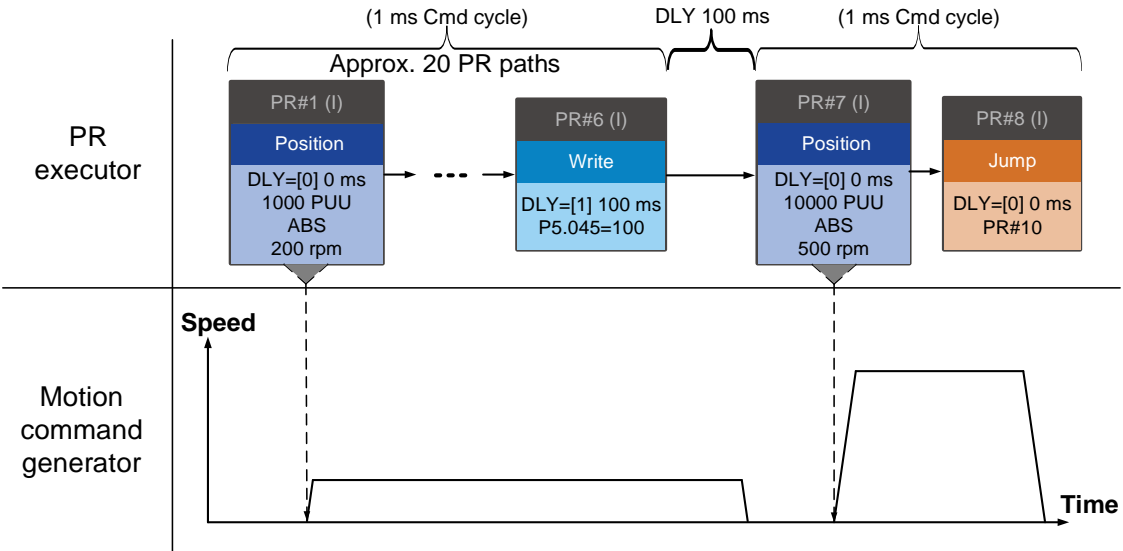 (1 ms Cmd cycle)
DLY 100 ms
(1 ms Cmd cycle)
Approx. 20 PR paths
PR
executor
PR#1 (I)
Position
DLY=[0] 0 ms
1000 PUU
ABS
200 rpm
PR#6 (I)
Write
DLY=[1] 100 ms
P5.045=100
PR#7 (I)
Position
DLY=[0] 0 ms
10000 PUU
ABS
500 rpm
PR#8 (I)
Jump
DLY=[0] 0 ms
PR#10
Motion
command
generator
Speed
Time